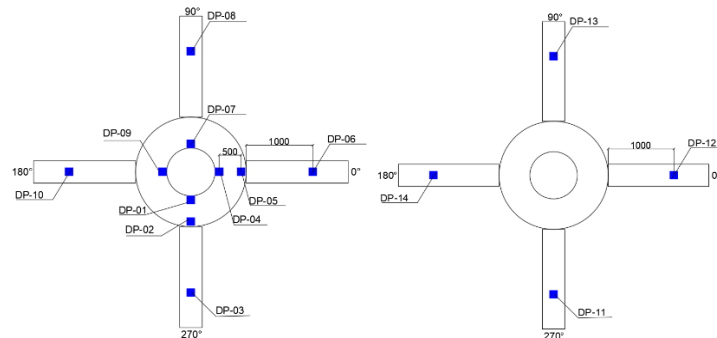 90°
DP-08
DP-07
DP-09
1000
DP-06
500
180°
0°
DP-10
DP-01
DP-04
DP-05
DP-02
DP-03
270°
90°
DP-13
1000
DP-12
180°
0
DP-14
DP-11
270°